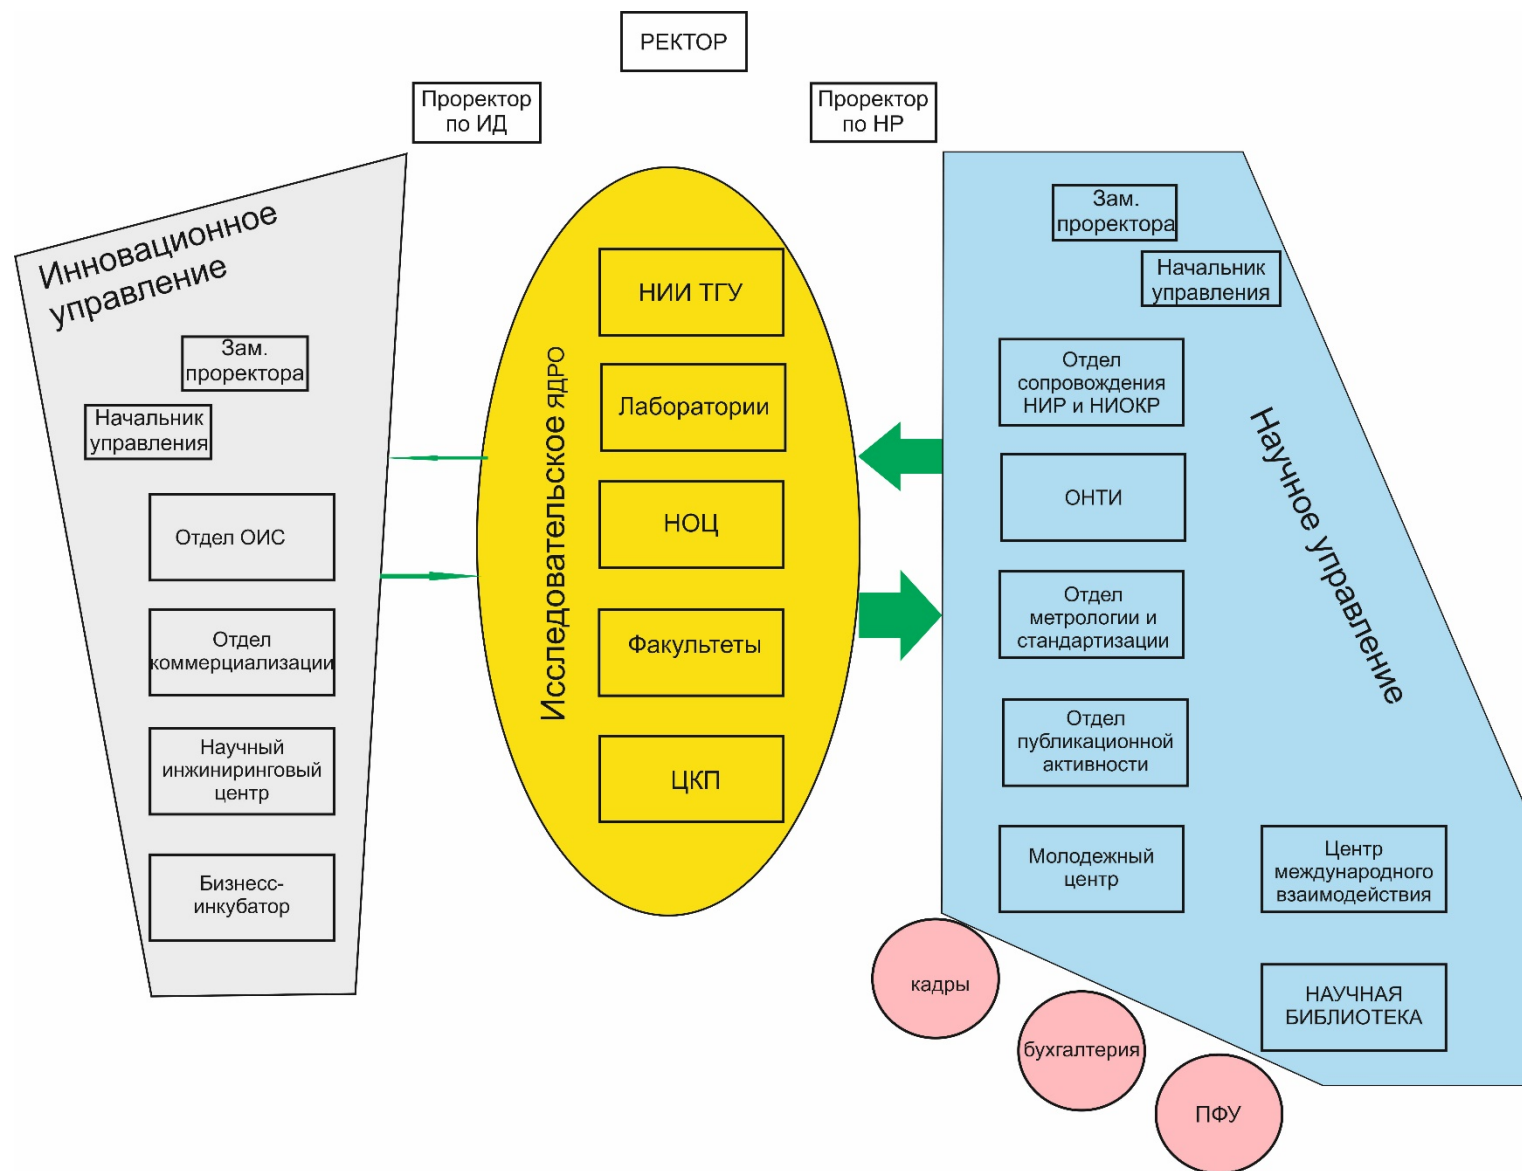 РЕКТОР
Проректор
по ИД
Проректор
по НР
Инновационное
управление
Зам.
проректора
Начальник
управления
Отдел ОИС
Отдел
коммерциализации
Научный
инжиниринговый
центр
Бизнесс-
инкубатор
Исследовательское ЯДРО
НИИ ТГУ
Лаборатории
НОЦ
Факультеты
ЦКП
Зам.
проректора
Начальник
управления
Отдел
сопровождения
НИР и НИОКР
ОНТИ
Отдел
метрологии и
стандартизации
Отдел
публикационной
активности
Молодежный
центр
Научное управление
Центр
международного
взаимодействия
НАУЧНАЯ
БИБЛИОТЕКА
кадры
бухгалтерия
ПФУ